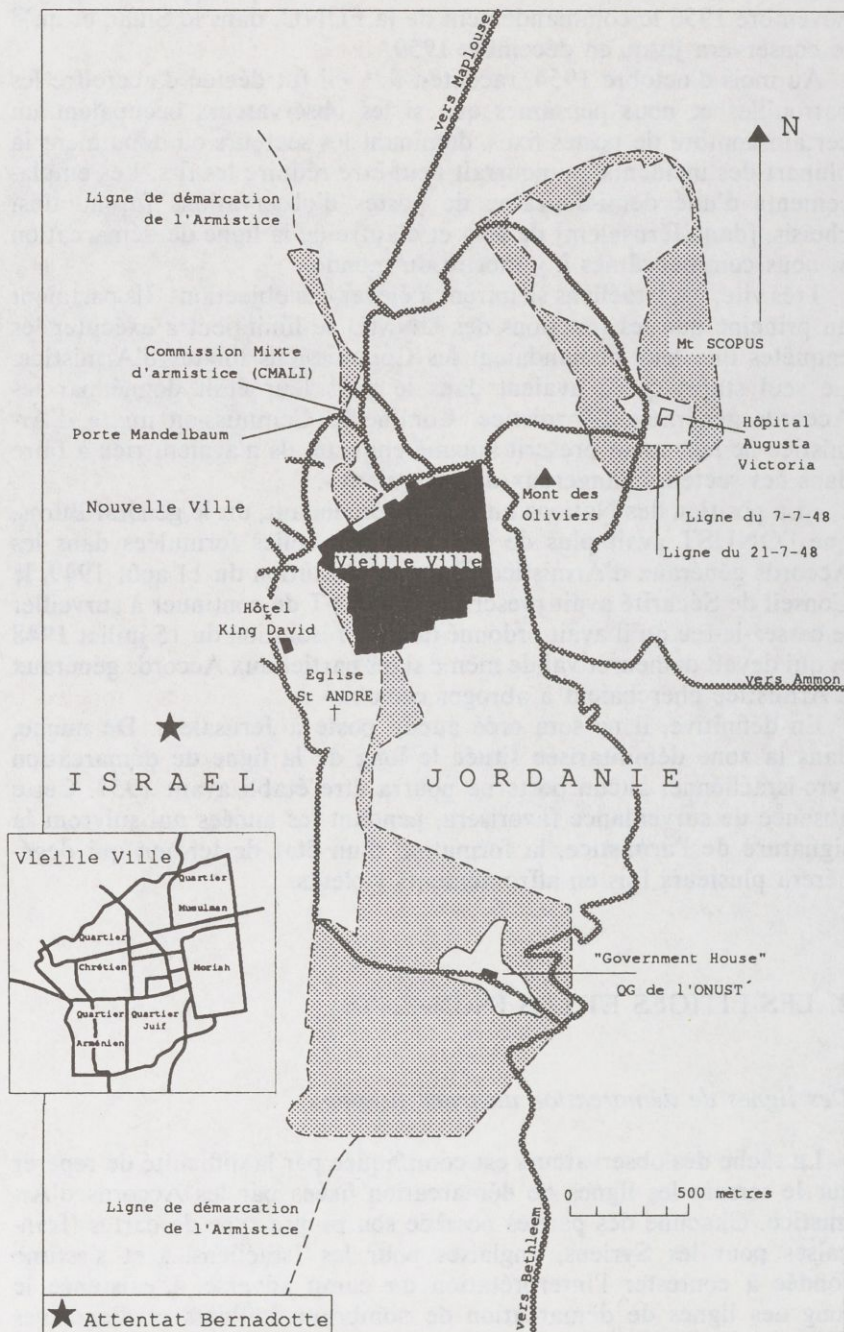 vers Naplouse
N
Ligne de démarcation
de l'Armistice
Mt SCOPUS
Commission Mixte
d'armistice (CMALI)
Porte Mandelbaum
Hôpital
Augusta
Victoria
Nouvelle Ville
Mont des
Oliviers
Ligne du 7-7-48
Vieille Ville
Ligne du 21-7-48
Hôtel
King David
vers Ammon
Eglise
St ANDRE
ISRAEL
JORDANIE
Vieille Ville
Quartier
Musulman
Quartier
Chrétien
Moriah
Quartier
Juif
Quartier
Arménien
"Government House"
QG de l'ONUST
Ligne de démarcation
de l'Armistice
0 500 mètres
vers Bethleem
Attentat Bernadotte